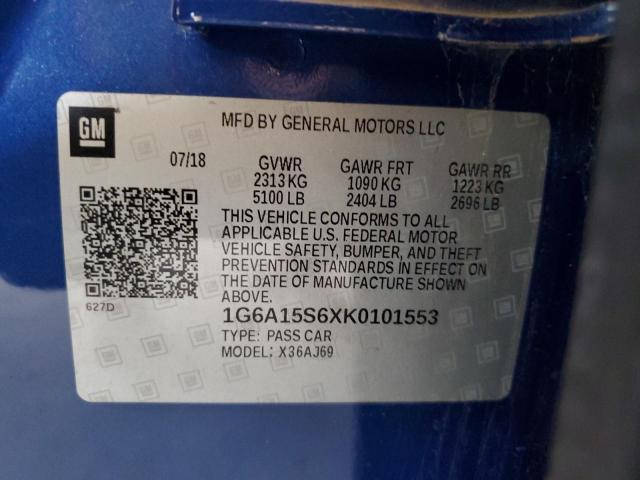 GM
MFD BY GENERAL MOTORS LLC
07/18 GVWR GAWR FRT GAWR RR
2313 KG 1090 KG 1223 KG
5100 LB 2404 LB 2696 LB
THIS VEHICLE CONFORMS TO ALL
APPLICABLE U.S. FEDERAL MOTOR
VEHICLE SAFETY, BUMPER, AND THEFT
PREVENTION STANDARDS IN EFFECT ON
THE DATE OF MANUFACTURE SHOWN ABOVE.
627D
1G6A15S6XK0101553
TYPE: PASS CAR
MODEL: X36AJ69